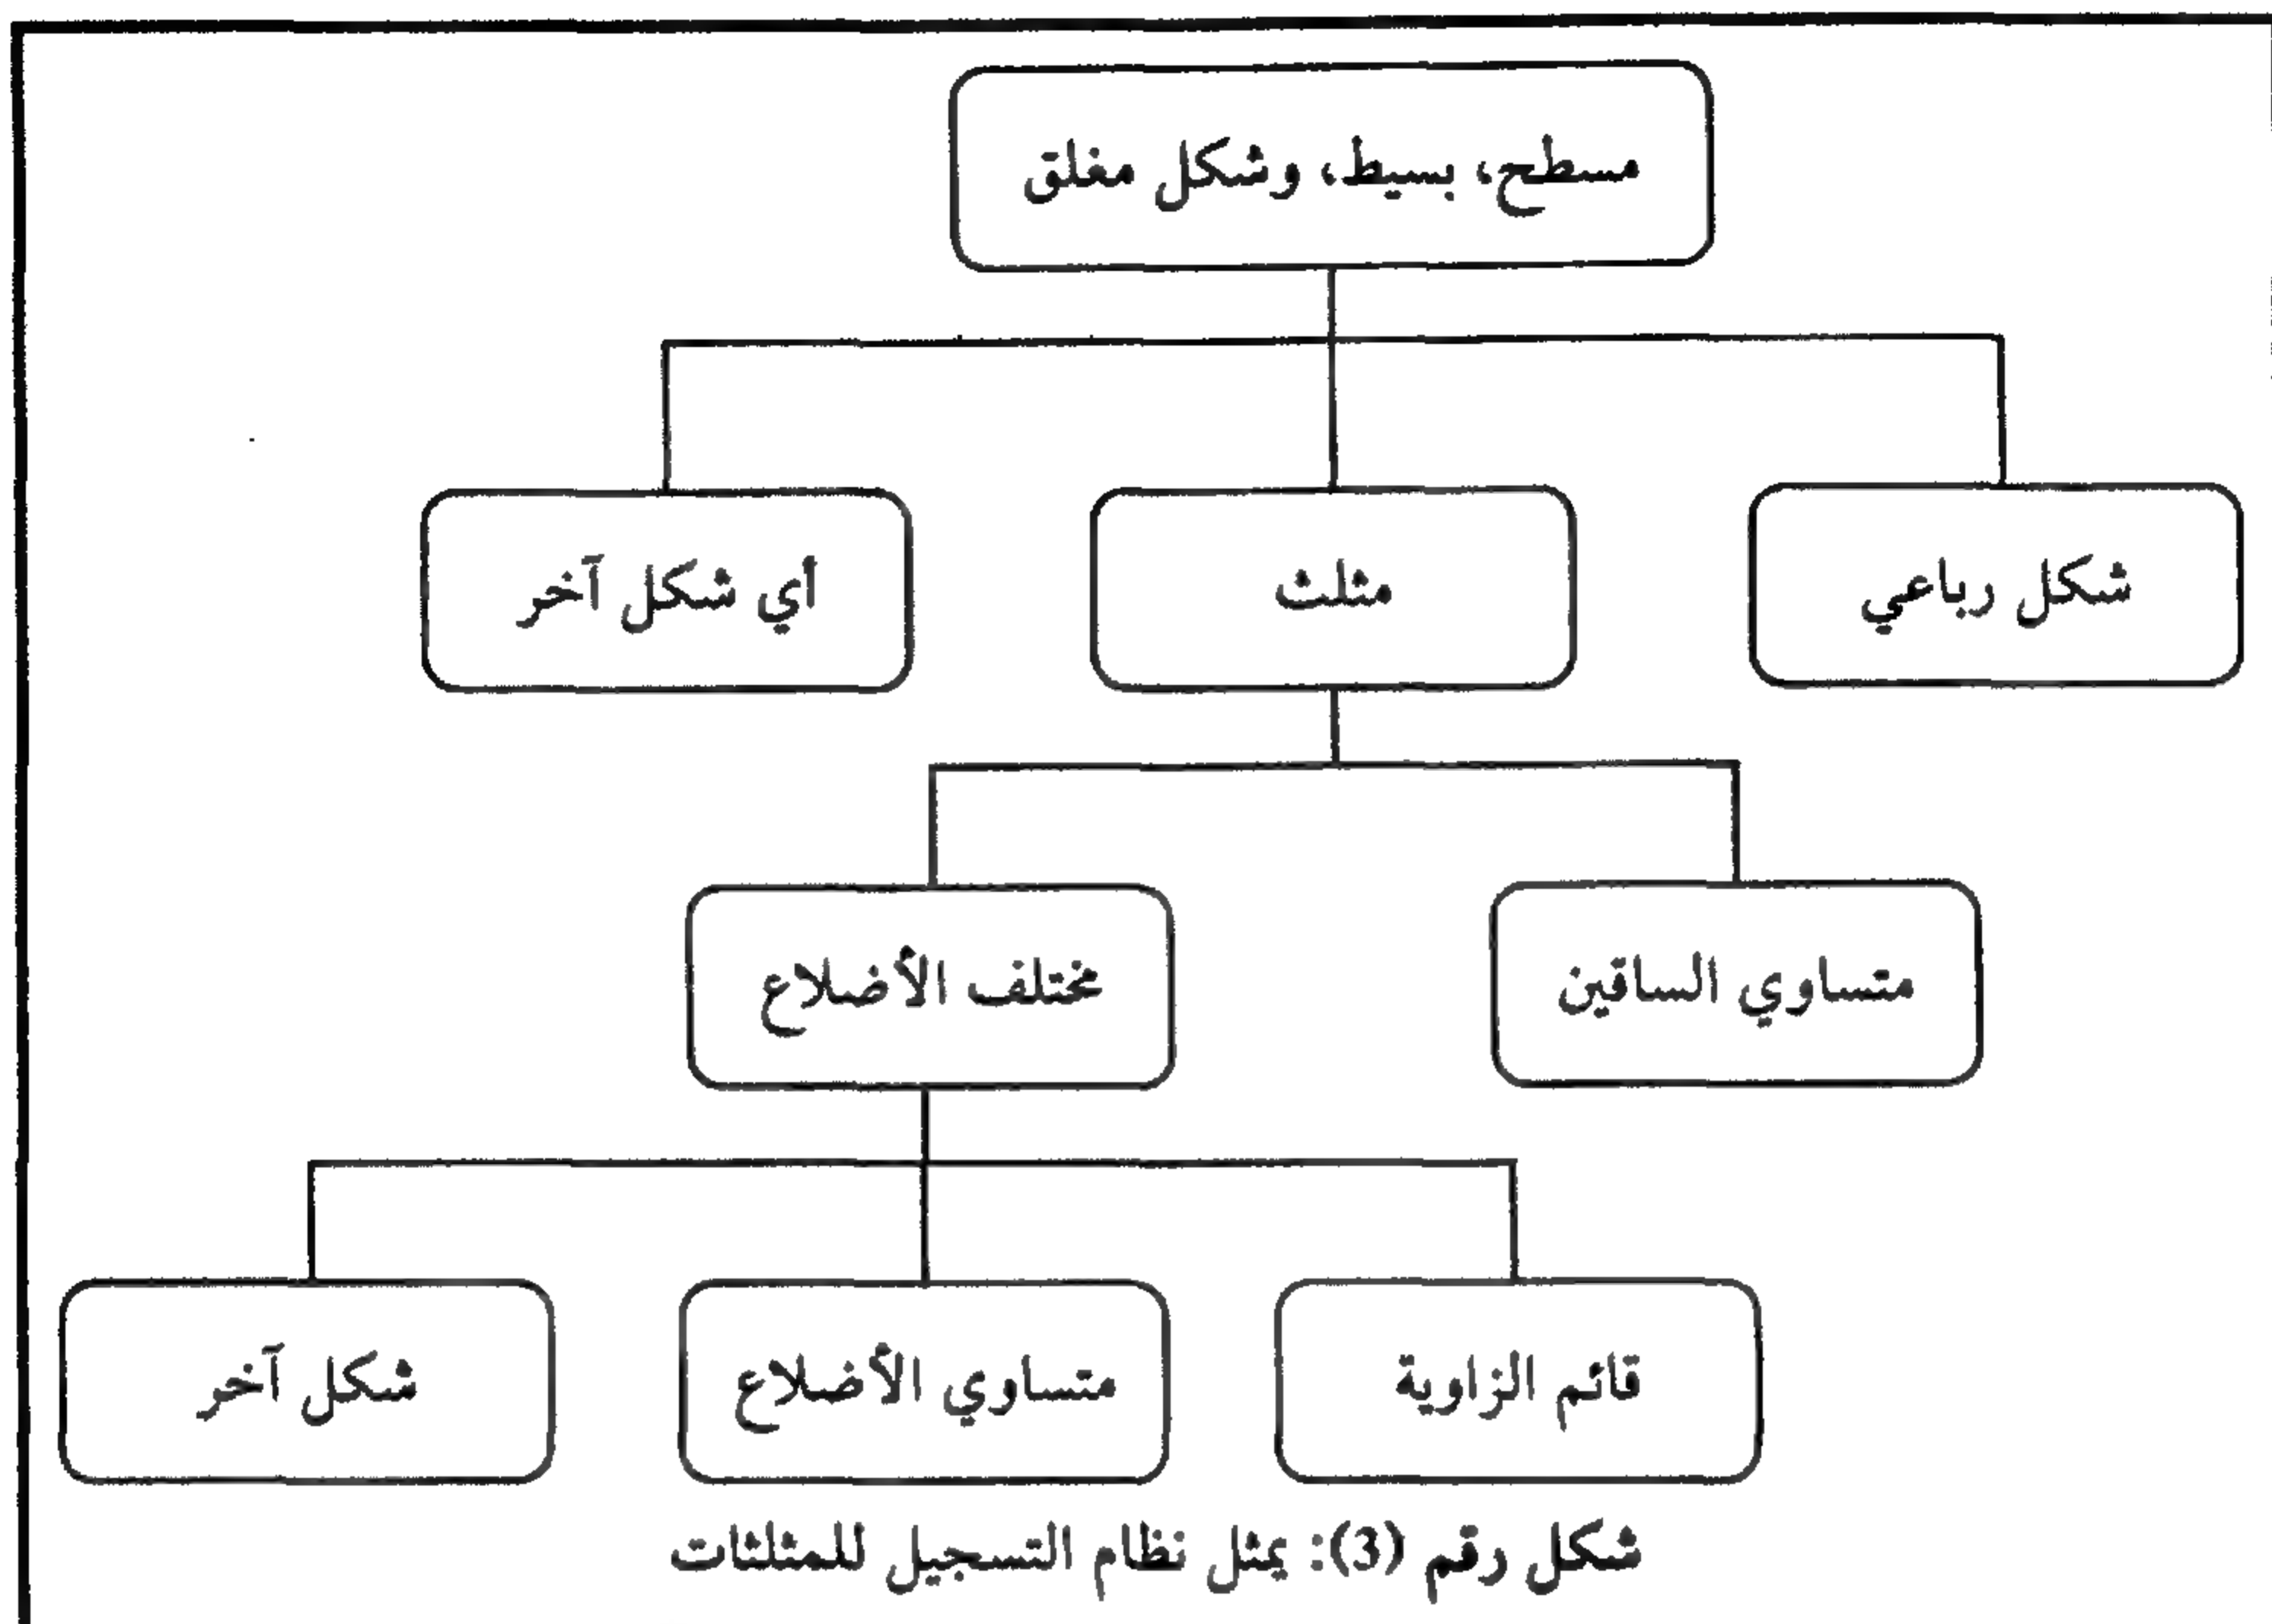 مسطح، بسيط، وشكل مغلق
شكل رباعي
مثلث
أي شكل آخر
متساوي الساقين
مختلف الأضلاع
قائم الزاوية
متساوي الأضلاع
شكل آخر
شكل رقم (3): يمثل نظام التسجيل للمثلثات